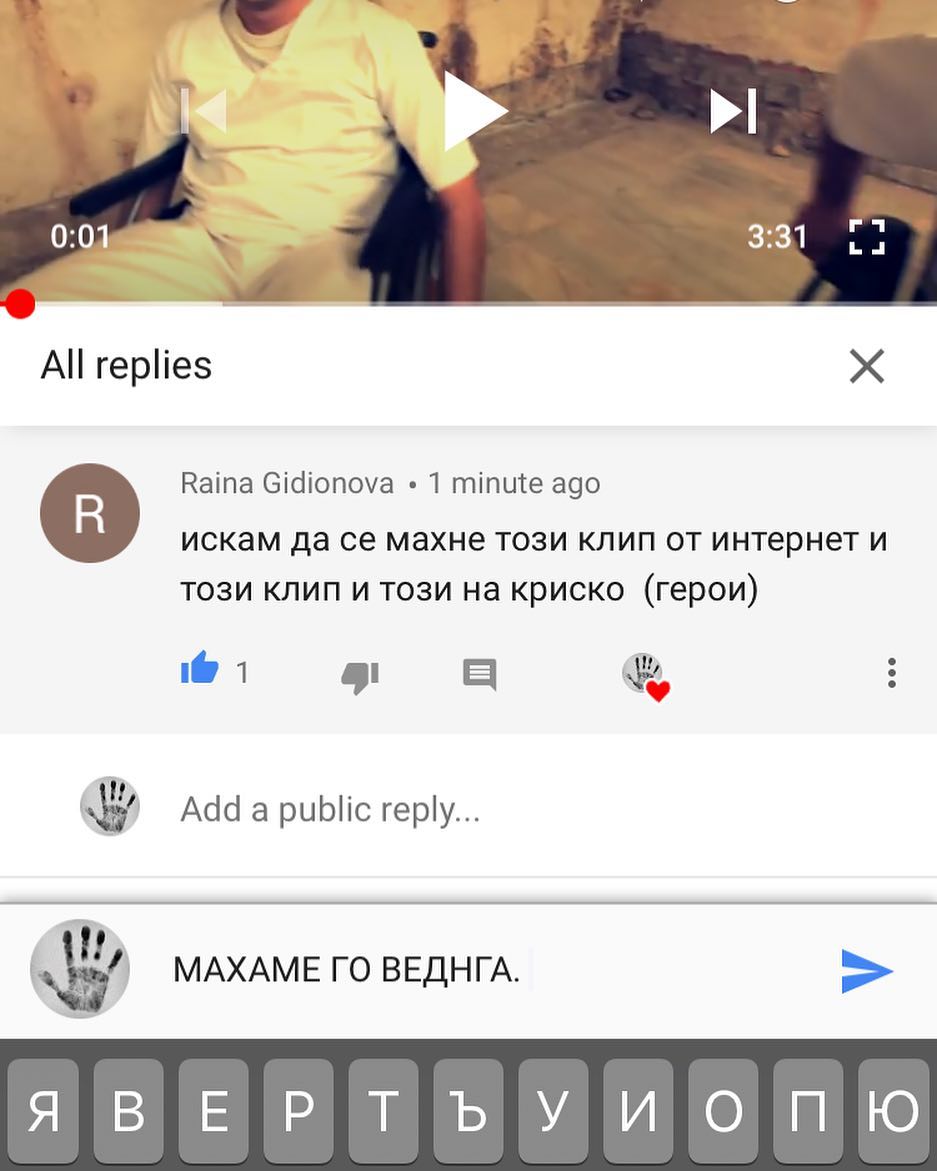 0:01
3:31
All replies
R
Raina Gidionova • 1 minute ago
искам да се махне този клип от интернет и
този клип и този на криско (герои)
1
Add a public reply...
МАХАМЕ ГО ВЕДНГА.
Я В Е Р Т Ъ У И О П Ю